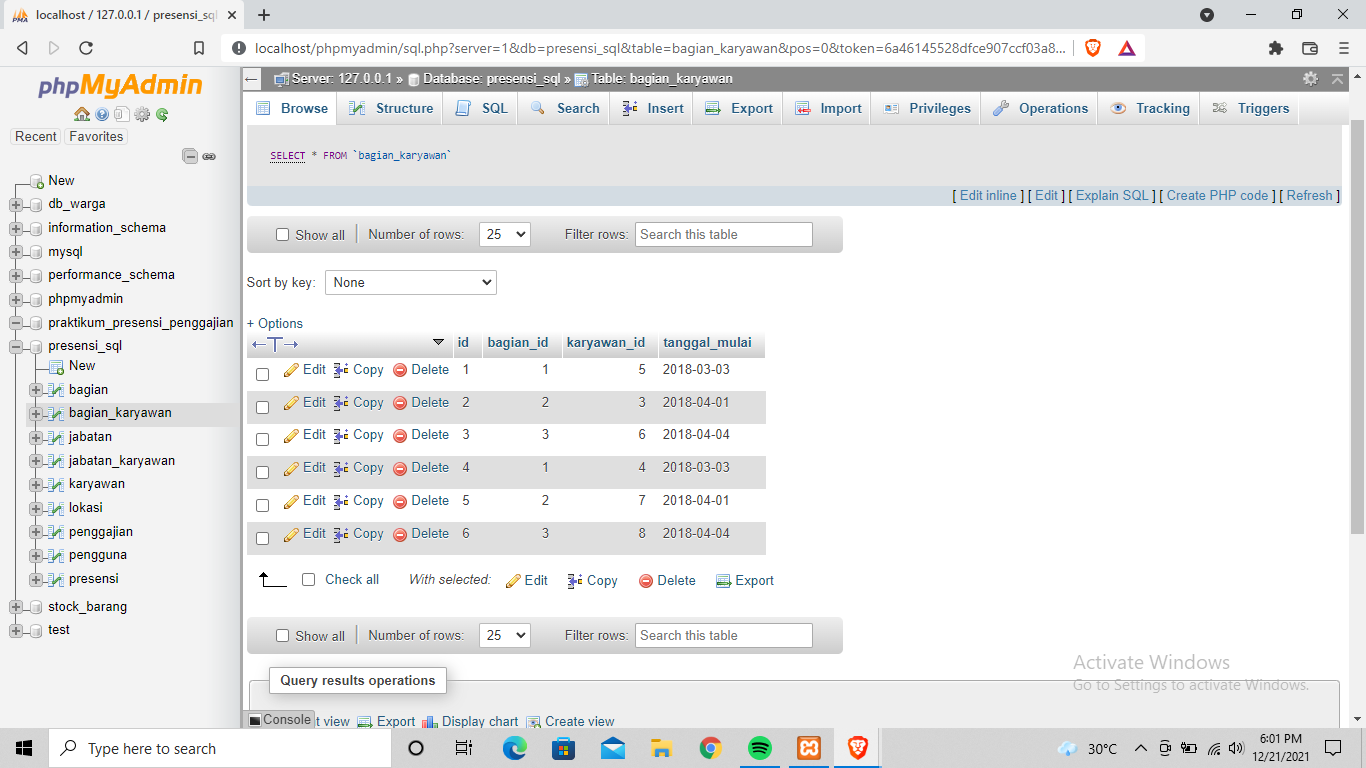 localhost / 127.0.0.1 / presensi_sql
localhost/phpmyadmin/sql.php?server=1&db=presensi_sql&table=bagian_karyawan&pos=0&token=6a46145528dfce907ccf03a8...
phpMyAdmin
Recent Favorites
New
db_warga
information_schema
mysql
performance_schema
phpmyadmin
praktikum_presensi_penggajian
presensi_sql
New
bagian
bagian_karyawan
jabatan
jabatan_karyawan
karyawan
lokasi
penggajian
pengguna
presensi
stock_barang
test
Server: 127.0.0.1 » Database: presensi_sql » Table: bagian_karyawan
Browse Structure SQL Search Insert Export Import Privileges Operations Tracking Triggers
SELECT * FROM `bagian_karyawan`
[ Edit inline ] [ Edit ] [ Explain SQL ] [ Create PHP code ] [ Refresh ]
Show all Number of rows: 25 Filter rows: Search this table
Sort by key: None
+ Options
←T→ id bagian_id karyawan_id tanggal_mulai
Edit Copy Delete 1 1 5 2018-03-03
Edit Copy Delete 2 2 3 2018-04-01
Edit Copy Delete 3 3 6 2018-04-04
Edit Copy Delete 4 1 4 2018-03-03
Edit Copy Delete 5 2 7 2018-04-01
Edit Copy Delete 6 3 8 2018-04-04
Check all With selected: Edit Copy Delete Export
Show all Number of rows: 25 Filter rows: Search this table
Query results operations
Console t view Export Display chart Create view
Activate Windows
Go to Settings to activate Windows.
Type here to search
30°C
6:01 PM
12/21/2021